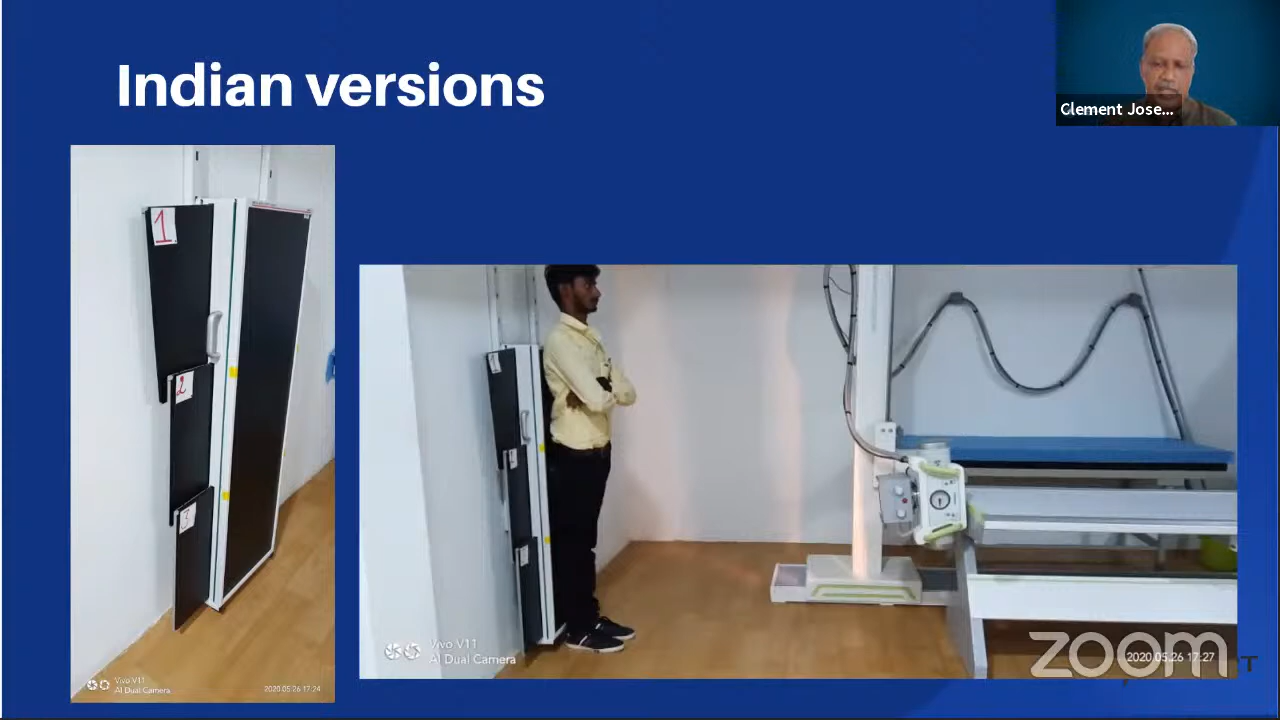 Indian versions
Clement Jose...
1
2
3
Vivo V11
AI Dual Camera
2020.05.26 17:24
Vivo V11
AI Dual Camera
2020.05.26 17:27
zoom